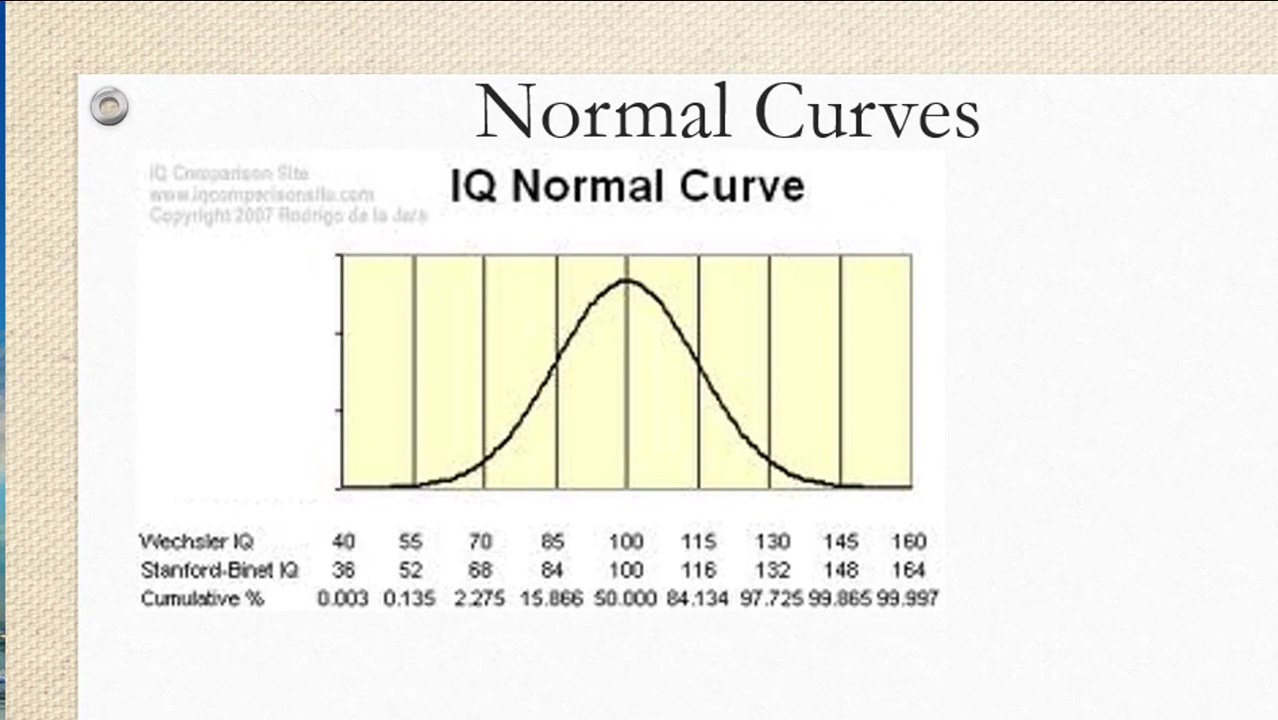 Normal Curves
IQ Comparison Site
www.iqcomparisonsite.com
Copyright 2007 Rodrigo de la Jara
IQ Normal Curve
Wechsler IQ 40 55 70 85 100 115 130 145 160
Stanford-Binet IQ 36 52 68 84 100 116 132 148 164
Cumulative % 0.003 0.135 2.275 15.866 50.000 84.134 97.725 99.865 99.997